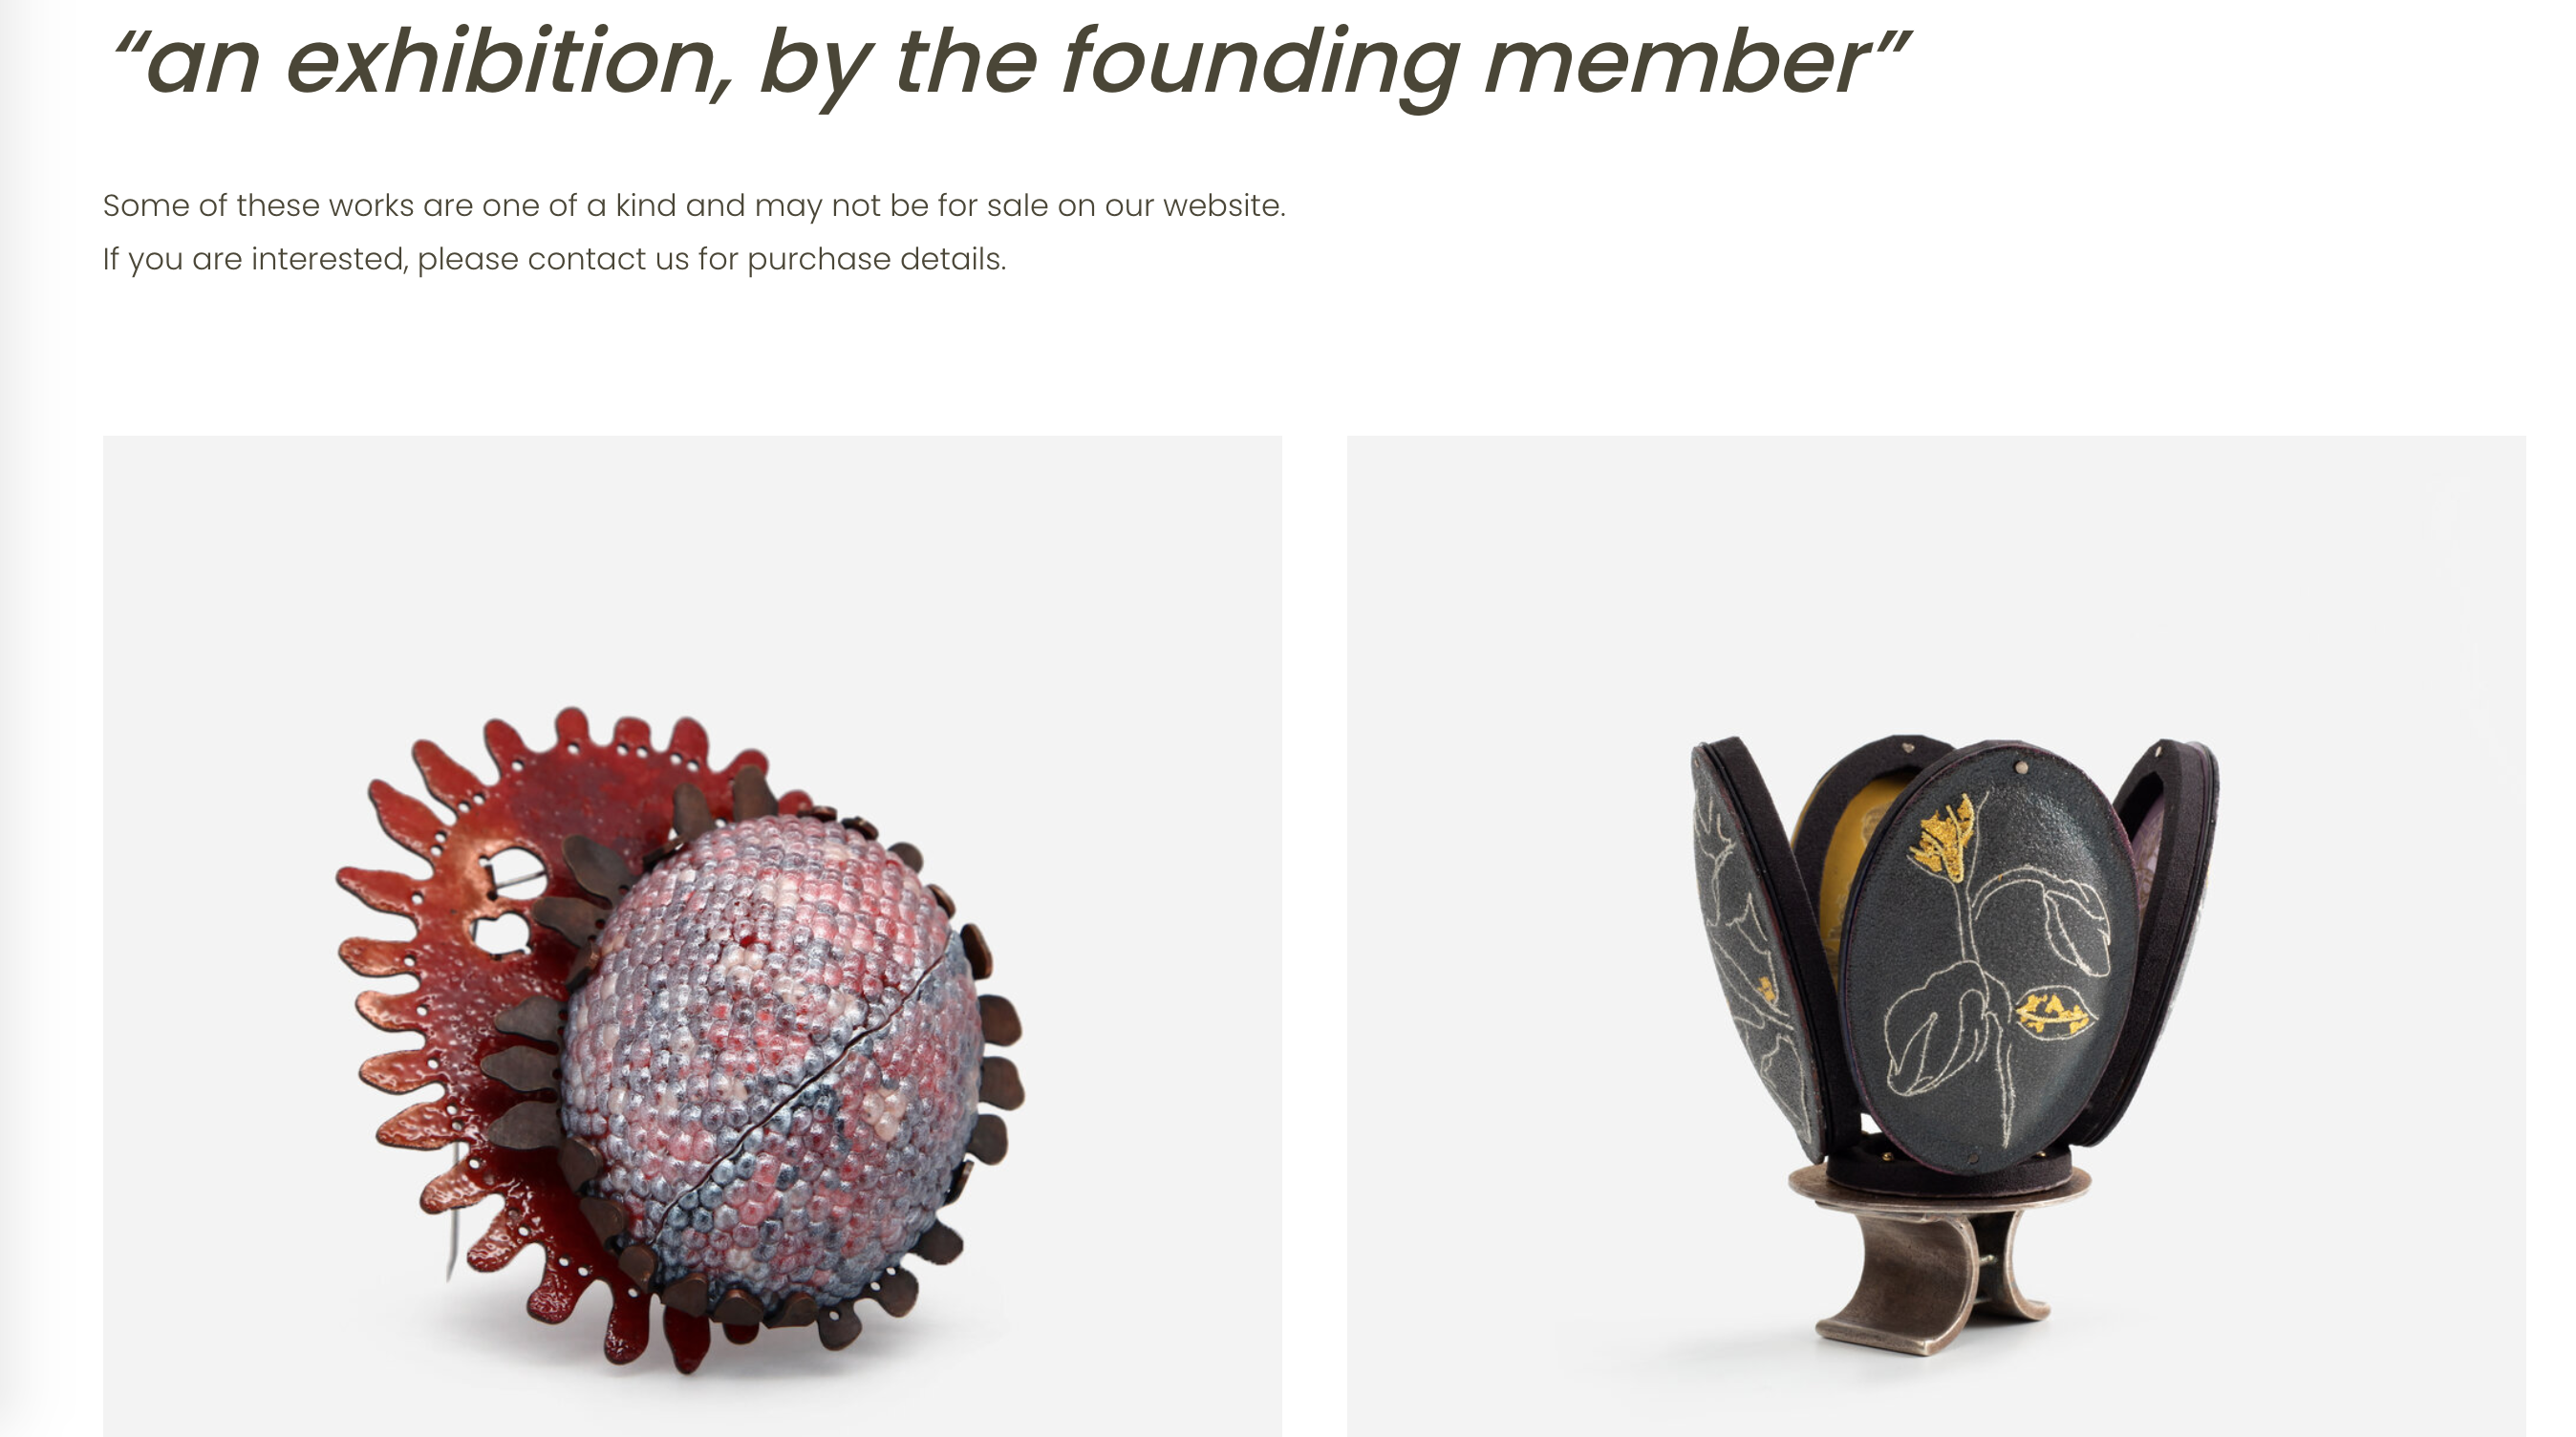 “an exhibition, by the founding member”
Some of these works are one of a kind and may not be for sale on our website.
If you are interested, please contact us for purchase details.